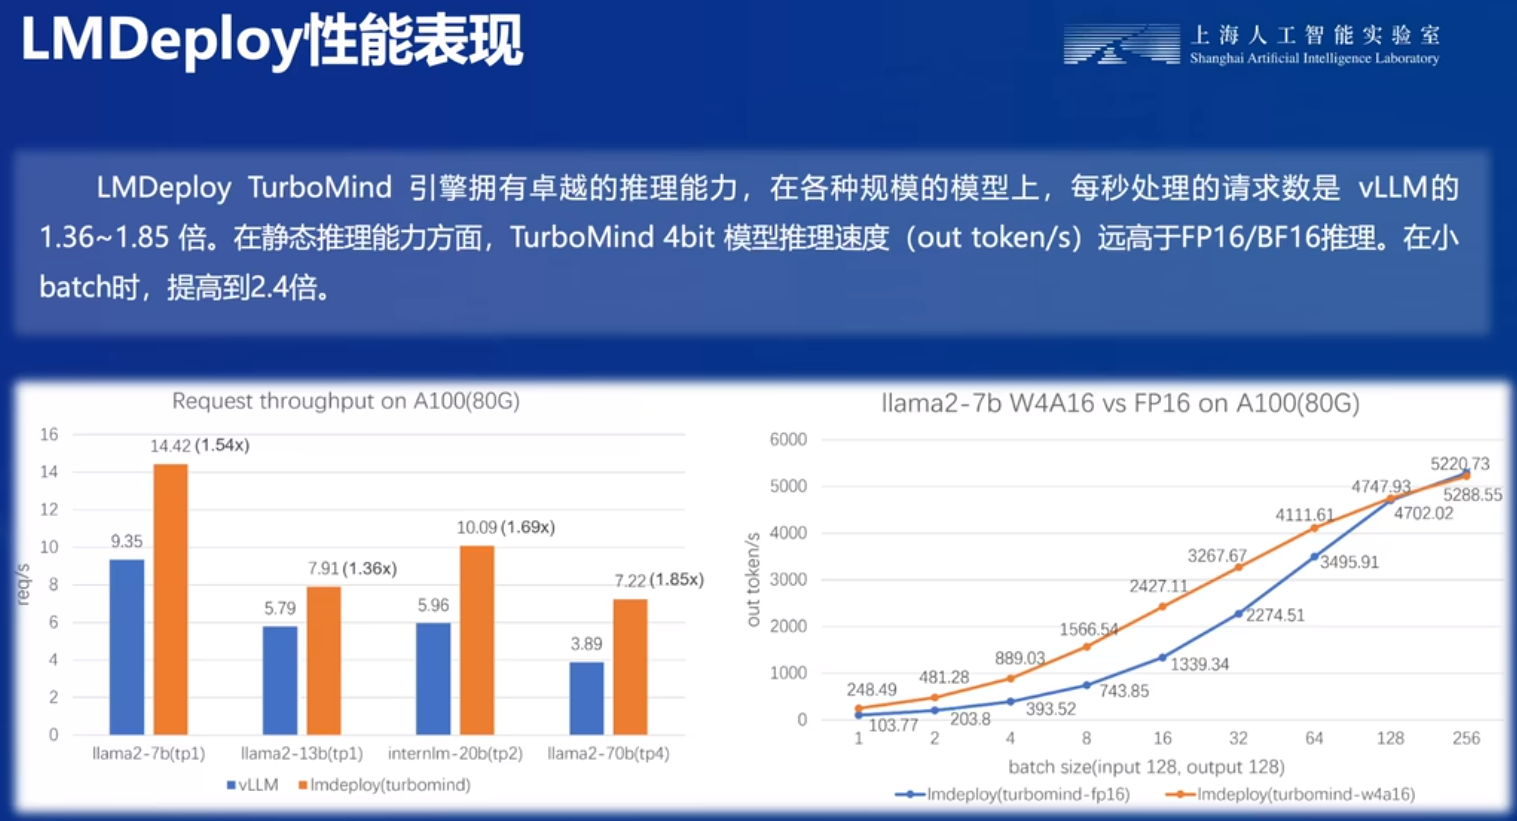 LMDeploy性能表现
上海人工智能实验室
Shanghai Artificial Intelligence Laboratory
LMDeploy TurboMind 引擎拥有卓越的推理能力，在各种规模的模型上，每秒处理的请求数是 vLLM的
1.36~1.85 倍。在静态推理能力方面，TurboMind 4bit 模型推理速度（out token/s）远高于FP16/BF16推理。在小
batch时，提高到2.4倍。
Request throughput on A100(80G)
16
14
12
10
8
6
4
2
0
req/s
9.35
14.42 (1.54x)
5.79
7.91 (1.36x)
5.96
10.09 (1.69x)
3.89
7.22 (1.85x)
llama2-7b(tp1)
llama2-13b(tp1)
internlm-20b(tp2)
llama2-70b(tp4)
vLLM
lmdeploy(turbomind)
llama2-7b W4A16 vs FP16 on A100(80G)
6000
5000
4000
3000
2000
1000
0
out token/s
248.49
481.28
889.03
1566.54
2427.11
3267.67
4111.61
4747.93
5220.73
103.77
203.8
393.52
743.85
1339.34
2274.51
3495.91
4702.02
5288.55
1
2
4
8
16
32
64
128
256
batch size(input 128, output 128)
lmdeploy(turbomind-fp16)
lmdeploy(turbomind-w4a16)